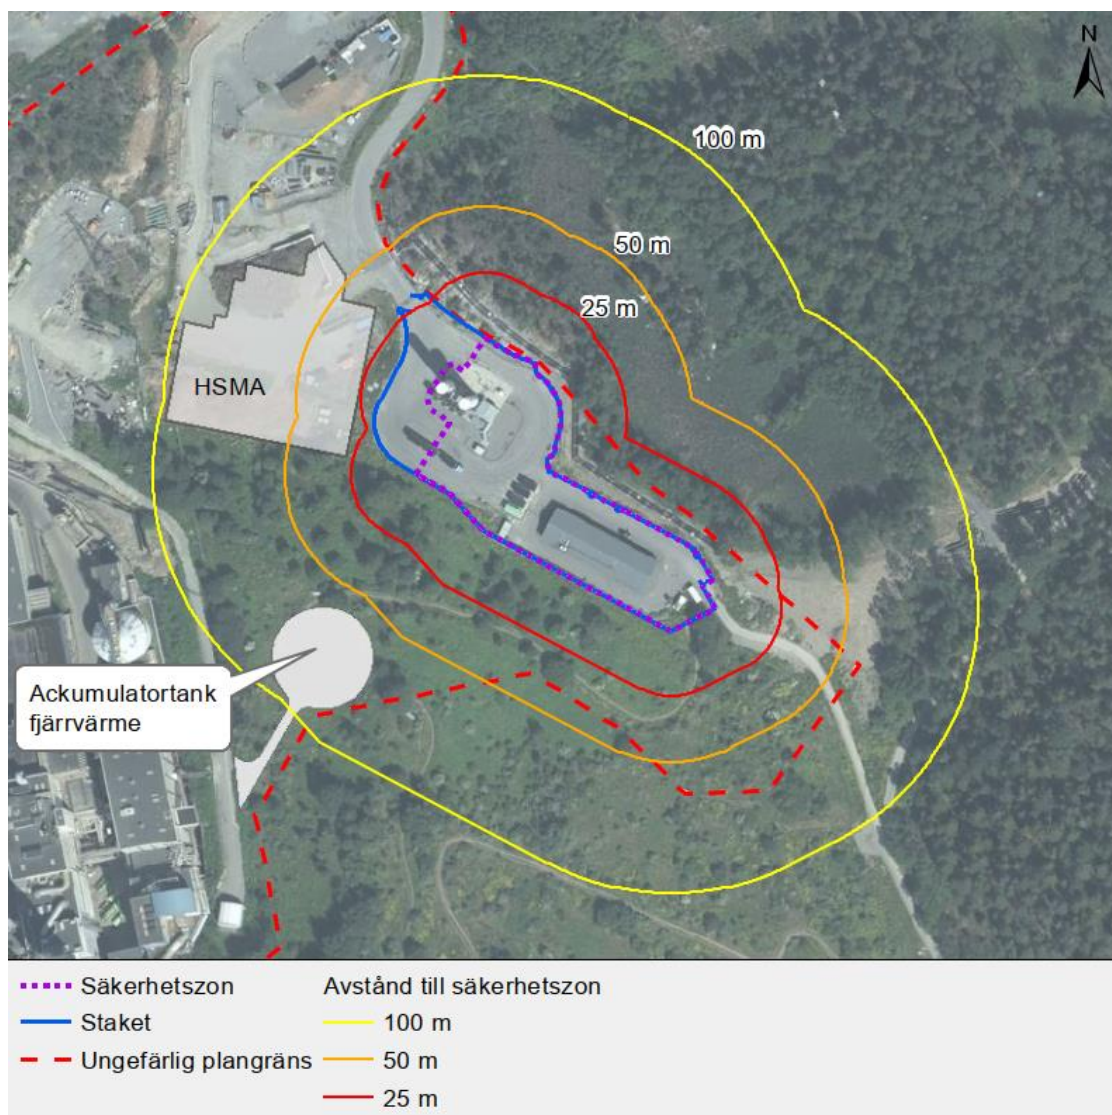 N
100 m
50 m
25 m
HSMA
Ackumulatortank
fjärrvärme
Säkerhetszon
Staket
Ungefärlig plangräns
Avstånd till säkerhetszon
100 m
50 m
25 m